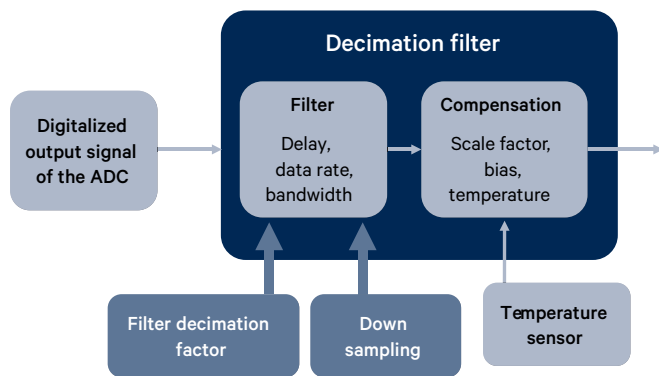 Decimation filter
Digitalized
output signal
of the ADC
Filter
Delay,
data rate,
bandwidth
Compensation
Scale factor,
bias,
temperature
Filter decimation
factor
Down
sampling
Temperature
sensor